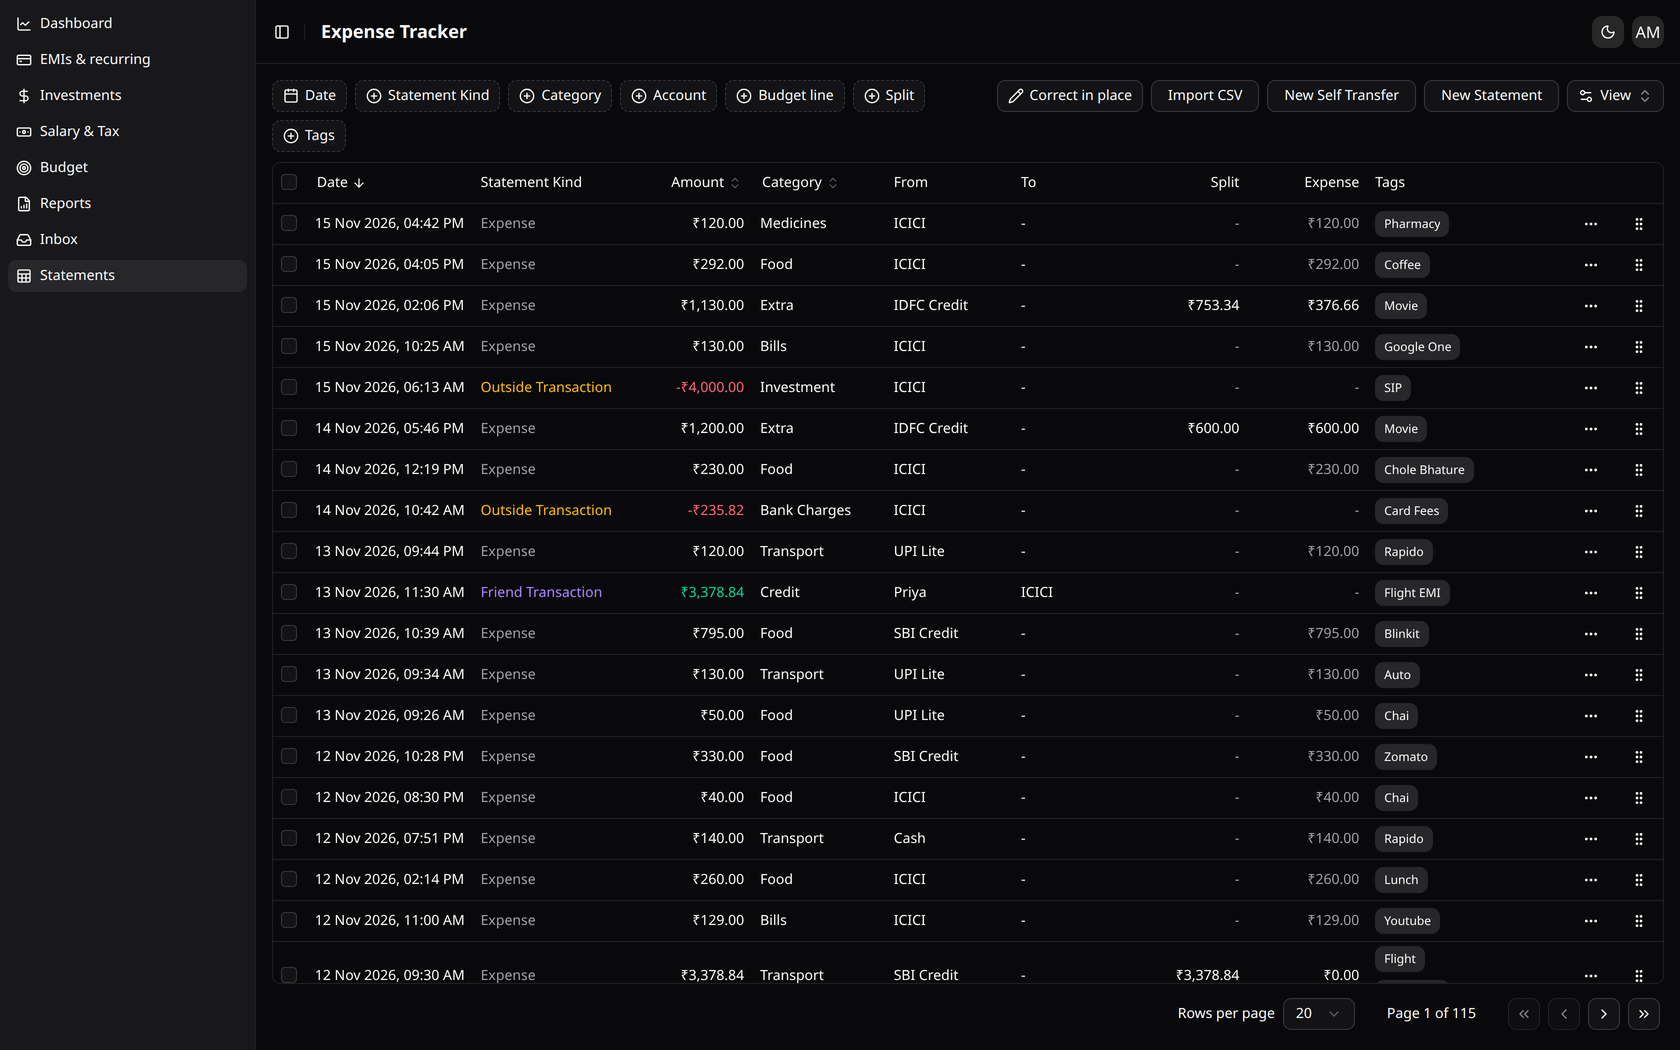 Dashboard
EMIs & recurring
Investments
Salary & Tax
Budget
Reports
Inbox
Statements
Expense Tracker
AM
Date Statement Kind Category Account Budget line Split Correct in place Import CSV New Self Transfer New Statement View
Tags
Date Statement Kind Amount Category From To Split Expense Tags
15 Nov 2026, 04:42 PM Expense ₹120.00 Medicines ICICI - - ₹120.00 Pharmacy
15 Nov 2026, 04:05 PM Expense ₹292.00 Food ICICI - - ₹292.00 Coffee
15 Nov 2026, 02:06 PM Expense ₹1,130.00 Extra IDFC Credit - ₹753.34 ₹376.66 Movie
15 Nov 2026, 10:25 AM Expense ₹130.00 Bills ICICI - - ₹130.00 Google One
15 Nov 2026, 06:13 AM Outside Transaction -₹4,000.00 Investment ICICI - - - SIP
14 Nov 2026, 05:46 PM Expense ₹1,200.00 Extra IDFC Credit - ₹600.00 ₹600.00 Movie
14 Nov 2026, 12:19 PM Expense ₹230.00 Food ICICI - - ₹230.00 Chole Bhature
14 Nov 2026, 10:42 AM Outside Transaction -₹235.82 Bank Charges ICICI - - - Card Fees
13 Nov 2026, 09:44 PM Expense ₹120.00 Transport UPI Lite - - ₹120.00 Rapido
13 Nov 2026, 11:30 AM Friend Transaction ₹3,378.84 Credit Priya ICICI - - Flight EMI
13 Nov 2026, 10:39 AM Expense ₹795.00 Food SBI Credit - - ₹795.00 Blinkit
13 Nov 2026, 09:34 AM Expense ₹130.00 Transport UPI Lite - - ₹130.00 Auto
13 Nov 2026, 09:26 AM Expense ₹50.00 Food UPI Lite - - ₹50.00 Chai
12 Nov 2026, 10:28 PM Expense ₹330.00 Food SBI Credit - - ₹330.00 Zomato
12 Nov 2026, 08:30 PM Expense ₹40.00 Food ICICI - - ₹40.00 Chai
12 Nov 2026, 07:51 PM Expense ₹140.00 Transport Cash - - ₹140.00 Rapido
12 Nov 2026, 02:14 PM Expense ₹260.00 Food ICICI - - ₹260.00 Lunch
12 Nov 2026, 11:00 AM Expense ₹129.00 Bills ICICI - - ₹129.00 Youtube
12 Nov 2026, 09:30 AM Expense ₹3,378.84 Transport SBI Credit - ₹3,378.84 ₹0.00 Flight
Rows per page 20 Page 1 of 115